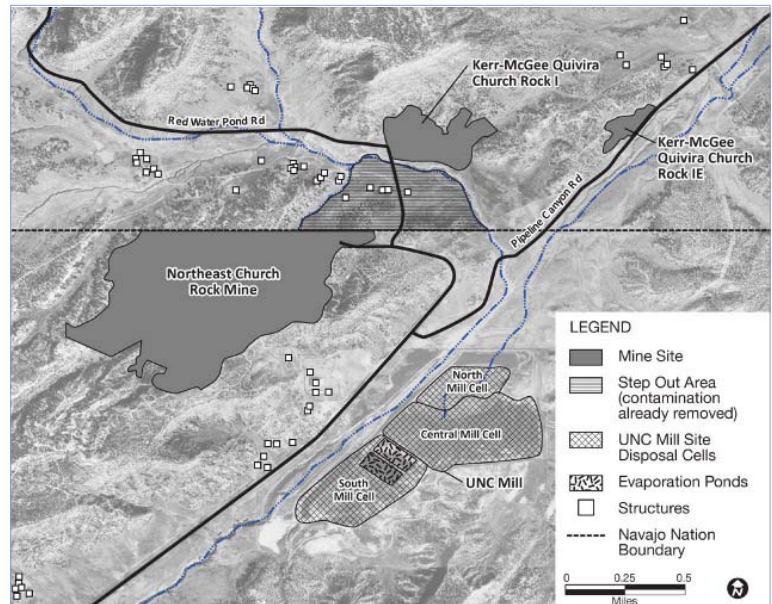 Kerr-McGee Quivira
Church Rock I
Red Water Pond Rd
Kerr-McGee
Quivira Church
Rock IE
Pipeline Canyon Rd
Northeast Church
Rock Mine
North
Mill Cell
Central Mill Cell
South
Mill Cell
UNC Mill
LEGEND
Mine Site
Step Out Area
(contamination
already removed)
UNC Mill Site
Disposal Cells
Evaporation Ponds
Structures
Navajo Nation
Boundary
0 0.25 0.5
Miles
N